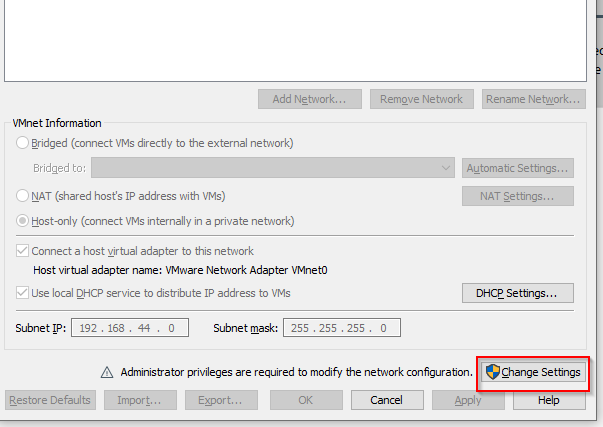 Add Network... Remove Network Rename Network...
VMnet Information
Bridged (connect VMs directly to the external network)
Bridged to: Automatic Settings...
NAT (shared host's IP address with VMs) NAT Settings...
Host-only (connect VMs internally in a private network)
Connect a host virtual adapter to this network
Host virtual adapter name: VMware Network Adapter VMnet0
Use local DHCP service to distribute IP address to VMs DHCP Settings...
Subnet IP: 192 . 168 . 44 . 0 Subnet mask: 255 . 255 . 255 . 0
Administrator privileges are required to modify the network configuration. Change Settings
Restore Defaults Import... Export... OK Cancel Apply Help